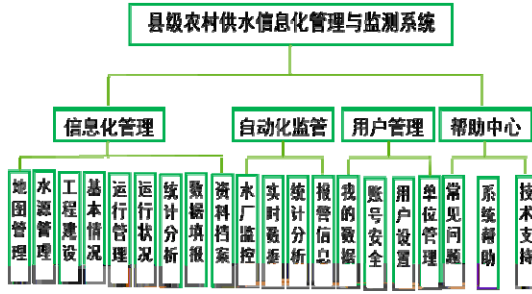 县级农村供水信息化管理与监测系统
信息化管理
自动化监管
用户管理
帮助中心
地图管理
水源管理
工程建设
基本情况
运行管理
运行状况
统计分析
数据填报
资料档案
水厂监控
实时数据
统计分析
报警信息
我的数据
账号安全
用户设置
单位管理
常见问题
系统帮助
技术支持